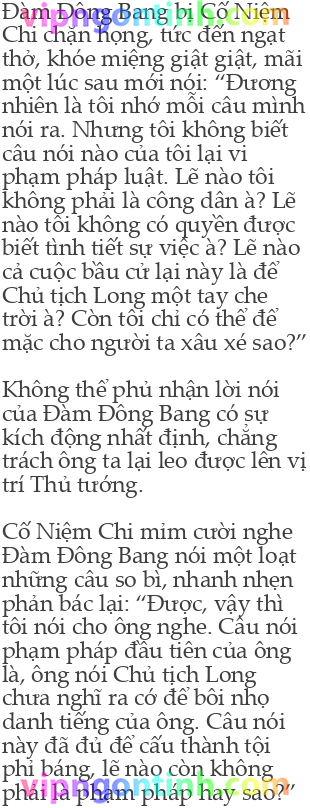 Đàm Đông Bang bị Cố Niệm
vipngontinh.com
Chi chặn họng, tức đến ngạt
thở, khóe miệng giật giật, mãi
một lúc sau mới nói: “Đương
nhiên là tôi nhớ mỗi câu mình
nói ra. Nhưng tôi không biết
câu nói nào của tôi lại vi
phạm pháp luật. Lẽ nào tôi
không phải là công dân à? Lẽ
nào tôi không có quyền được
biết tình tiết sự việc à? Lẽ nào
cả cuộc bầu cử lại này là để
Chủ tịch Long một tay che
trời à? Còn tôi chỉ có thể để
mặc cho người ta xâu xé sao?”
Không thể phủ nhận lời nói
của Đàm Đông Bang có sự
kích động nhất định, chẳng
trách ông ta lại leo được lên vị
trí Thủ tướng.
Cố Niệm Chi mỉm cười nghe
Đàm Đông Bang nói một loạt
những câu so bì, nhanh nhẹn
phản bác lại: “Được, vậy thì
tôi nói cho ông nghe. Câu nói
phạm pháp đầu tiên của ông
là, ông nói Chủ tịch Long
chưa nghĩ ra cớ để bôi nhọ
danh tiếng của ông. Câu nói
này đã đủ để cấu thành tội
phỉ báng, lẽ nào còn không
phải là phạm pháp hay sao?”
vipngontinh.com